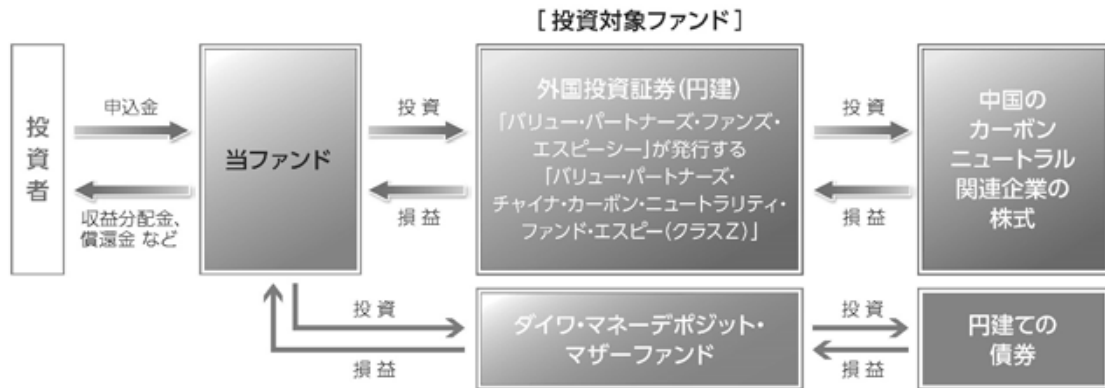 [投資対象ファンド]
投資者
申込金
収益分配金、
償還金 など
当ファンド
投資
損益
外国投資証券(円建)
「バリュー・パートナーズ・ファンズ・
エスピーシー」が発行する
「バリュー・パートナーズ・
チャイナ・カーボン・ニュートラリティ・
ファンド・エスピー(クラスZ)」
投資
損益
中国の
カーボン
ニュートラル
関連企業の
株式
投資
損益
ダイワ・マネーデポジット・
マザーファンド
投資
損益
円建ての
債券